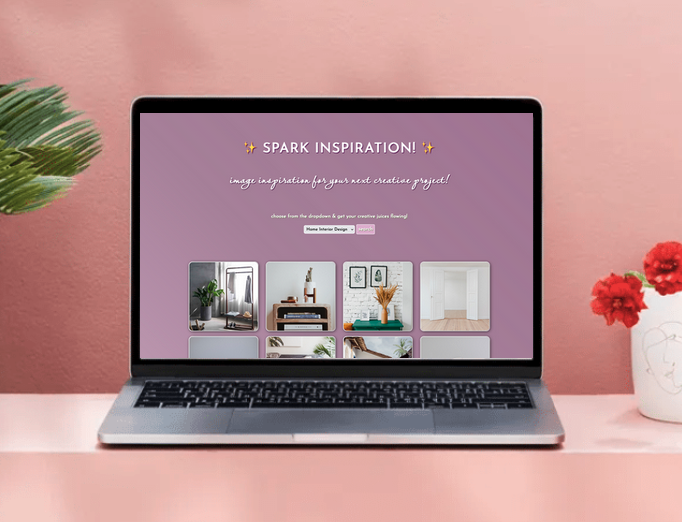 ✨ SPARK INSPIRATION! ✨
image inspiration for your next creative project!
choose from the dropdown & get your creative juices flowing!
Home Interior Design
search